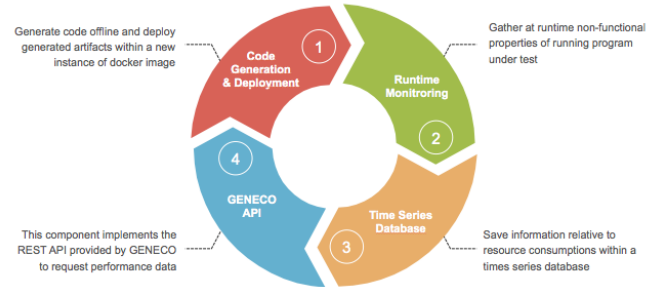 Generate code offline and deploy
generated artifacts within a new
instance of docker image
1
Code
Generation
& Deployment
Gather at runtime non-functional
properties of running program
under test
Runtime
Monitroring
2
4
GENECO
API
This component implements the
REST API provided by GENECO
to request performance data
Time Series
Database
3
Save information relative to
resource consumptions within a
times series database